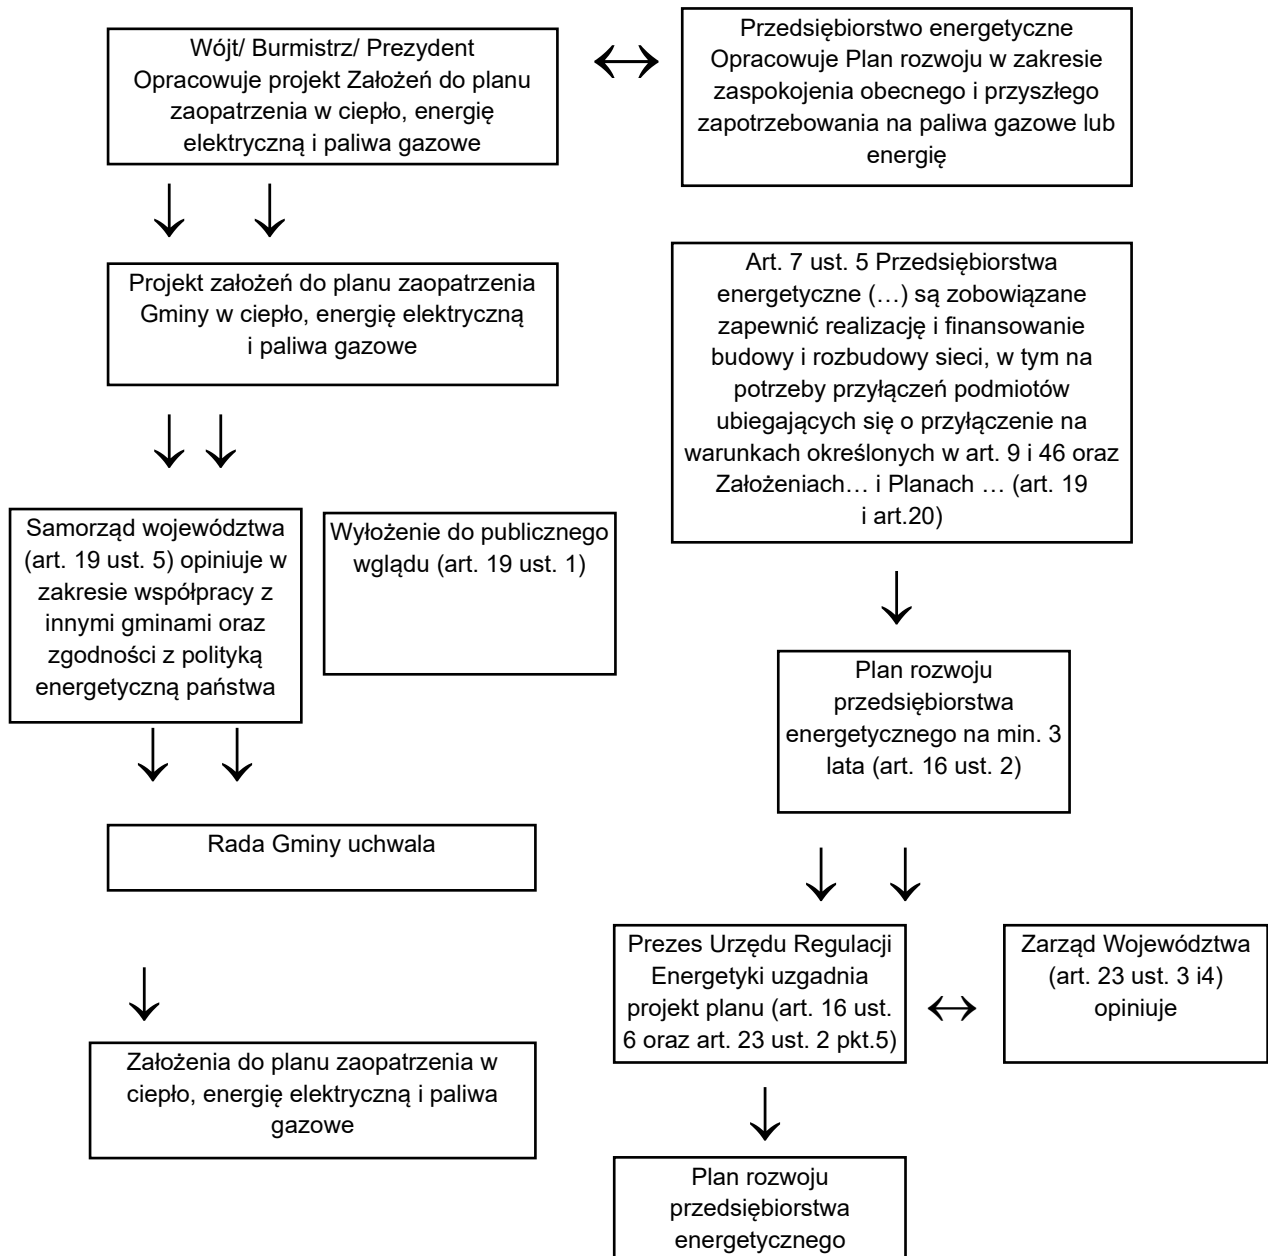 Wójt/ Burmistrz/ Prezydent
Opracowuje projekt Założeń do planu
zaopatrzenia w ciepło, energię
elektryczną i paliwa gazowe
Przedsiębiorstwo energetyczne
Opracowuje Plan rozwoju w zakresie
zaspokojenia obecnego i przyszłego
zapotrzebowania na paliwa gazowe lub
energię
Projekt założeń do planu zaopatrzenia
Gminy w ciepło, energię elektryczną
i paliwa gazowe
Art. 7 ust. 5 Przedsiębiorstwa
energetyczne (…) są zobowiązane
zapewnić realizację i finansowanie
budowy i rozbudowy sieci, w tym na
potrzeby przyłączeń podmiotów
ubiegających się o przyłączenie na
warunkach określonych w art. 9 i 46 oraz
Założeniach… i Planach … (art. 19
i art.20)
Samorząd województwa
(art. 19 ust. 5) opiniuje w
zakresie współpracy z
innymi gminami oraz
zgodności z polityką
energetyczną państwa
Wyłożenie do publicznego
wglądu (art. 19 ust. 1)
Plan rozwoju
przedsiębiorstwa
energetycznego na min. 3
lata (art. 16 ust. 2)
Rada Gminy uchwala
Prezes Urzędu Regulacji
Energetyki uzgadnia
projekt planu (art. 16 ust.
6 oraz art. 23 ust. 2 pkt.5)
Zarząd Województwa
(art. 23 ust. 3 i4)
opiniuje
Założenia do planu zaopatrzenia w
ciepło, energię elektryczną i paliwa
gazowe
Plan rozwoju
przedsiębiorstwa
energetycznego